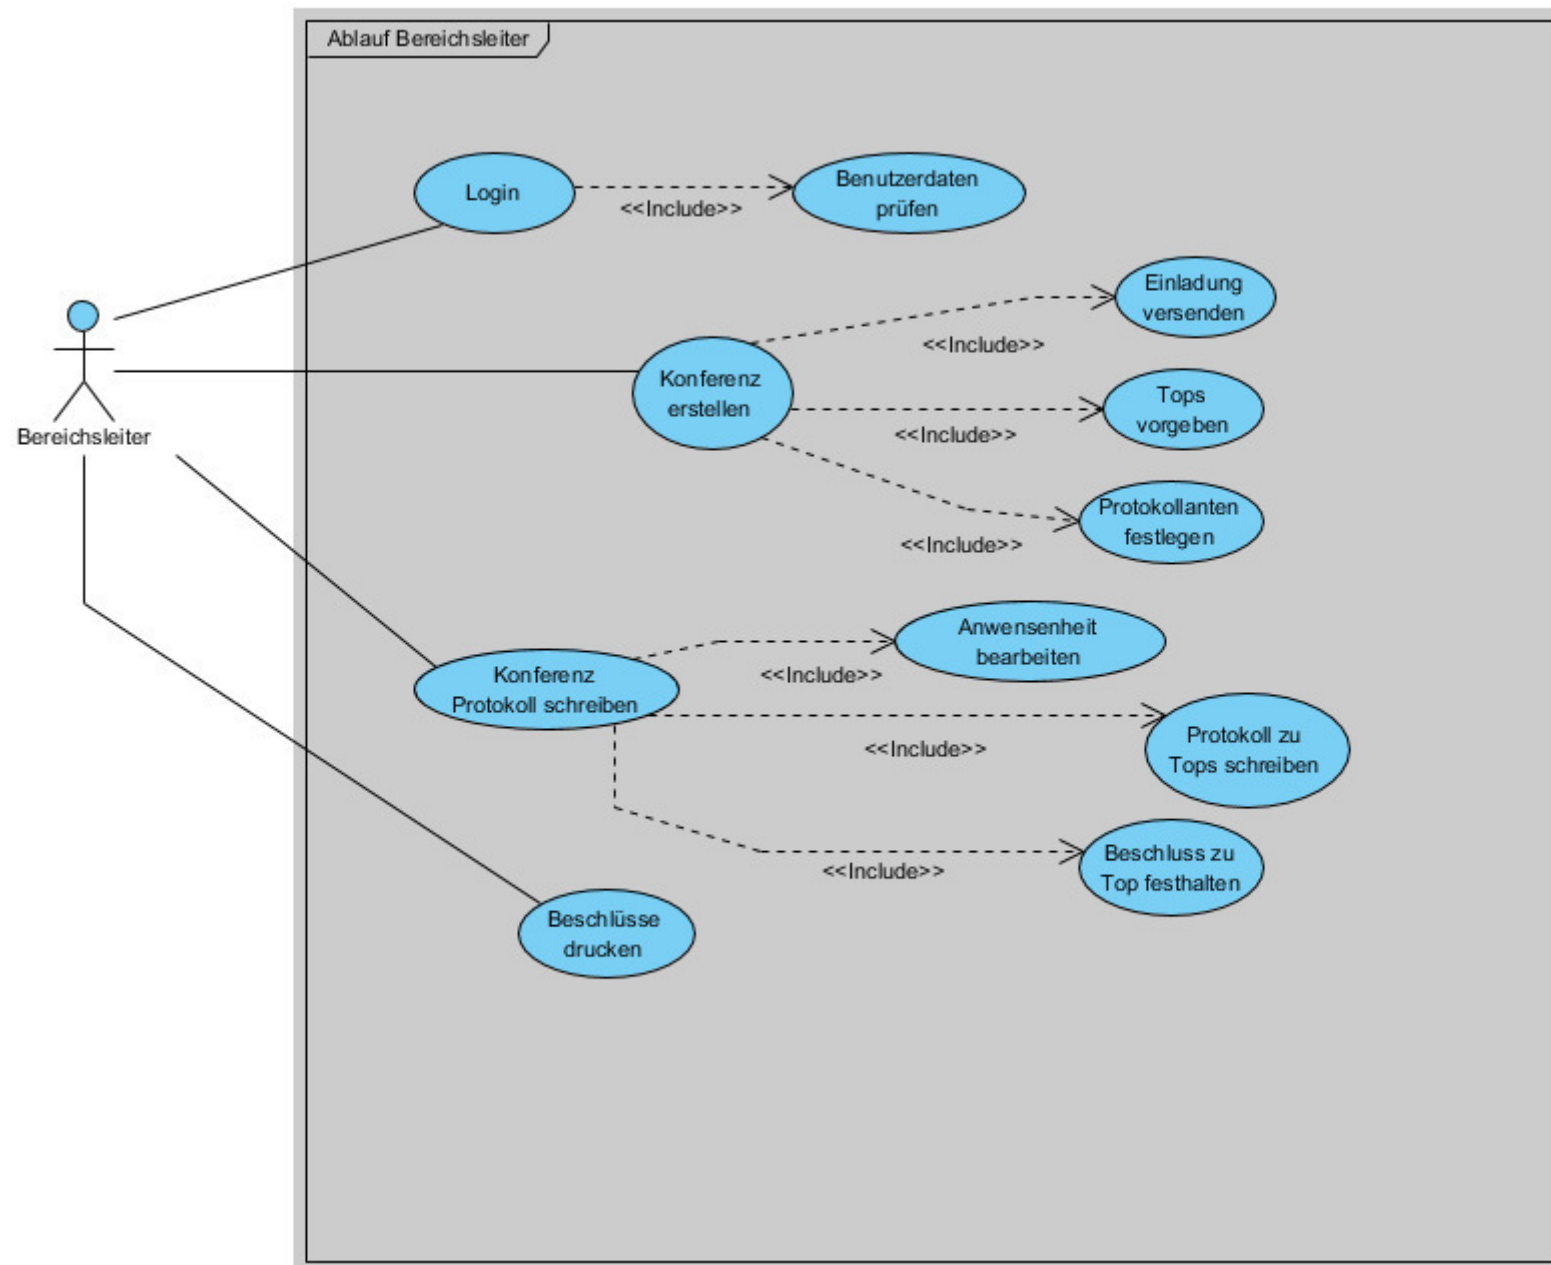 Ablauf Bereichsleiter
Login
<<Include>>
Benutzerdaten
prüfen
Einladung
versenden
<<Include>>
Konferenz
erstellen
Tops
vorgeben
<<Include>>
Bereichsleiter
Protokollanten
festlegen
<<Include>>
Anwensenheit
bearbeiten
<<Include>>
Konferenz
Protokoll schreiben
Protokoll zu
Tops schreiben
<<Include>>
Beschluss zu
Top festhalten
<<Include>>
Beschlüsse
drucken